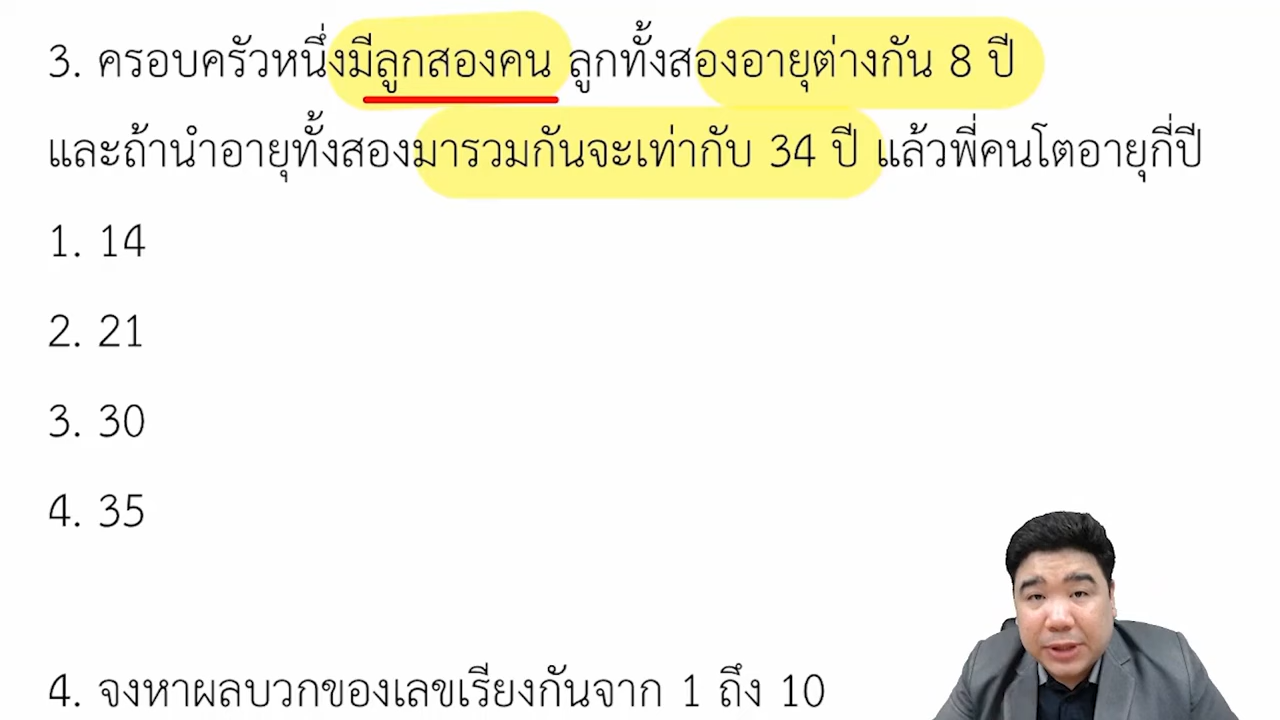 3. ครอบครัวหนึ่งมีลูกสองคน ลูกทั้งสองอายุต่างกัน 8 ปี
และถ้านำอายุทั้งสองมารวมกันจะเท่ากับ 34 ปี แล้วพี่คนโตอายุกี่ปี
1. 14
2. 21
3. 30
4. 35
4. จงหาผลบวกของเลขเรียงกันจาก 1 ถึง 10